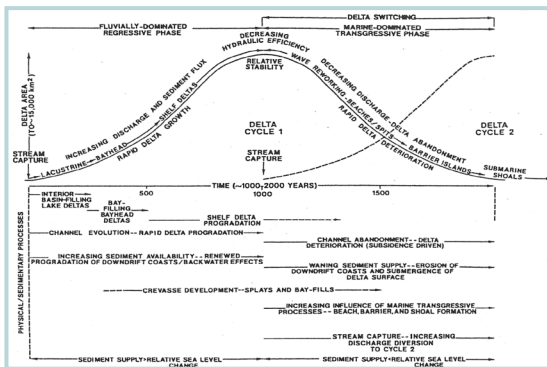 DELTA SWITCHING
FLUVIALLY-DOMINATED
REGRESSIVE PHASE
DECREASING
HYDRAULIC EFFICIENCY
MARINE-DOMINATED
TRANSGRESSIVE PHASE
RELATIVE
STABILITY
DELTA AREA
(TO~15,000 km²)
INCREASING DISCHARGE AND SEDIMENT FLUX
LACUSTRINE
BAYHEAD
SHELF DELTAS
RAPID DELTA GROWTH
WAVE REWORKING-BEACHES/SPITS
DECREASING DISCHARGE-DELTA ABANDONMENT
BARRIER ISLANDS
RAPID DELTA DETERIORATION
SUBMARINE
SHOALS
STREAM
CAPTURE
DELTA
CYCLE 1
STREAM
CAPTURE
DELTA
CYCLE 2
TIME (~1000-2000 YEARS)
500
1000
1500
PHYSICAL/SEDIMENTARY PROCESSES
INTERIOR
BASIN-FILLING
LAKE DELTAS
BAY-
FILLING
BAYHEAD
DELTAS
SHELF DELTA
PROGRADATION
CHANNEL EVOLUTION--RAPID DELTA PROGRADATION
CHANNEL ABANDONMENT--DELTA
DETERIORATION (SUBSIDENCE DRIVEN)
INCREASING SEDIMENT AVAILABILITY--RENEWED
PROGRADATION OF DOWNDRIFT COASTS/BACKWATER EFFECTS
WANING SEDIMENT SUPPLY--EROSION OF
DOWNDRIFT COASTS AND SUBMERGENCE OF
DELTA SURFACE
CREVASSE DEVELOPMENT--SPLAYS AND BAY-FILLS
INCREASING INFLUENCE OF MARINE TRANSGRESSIVE
PROCESSES--BEACH, BARRIER, AND SHOAL FORMATION
STREAM CAPTURE--INCREASING
DISCHARGE DIVERSION
TO CYCLE 2
SEDIMENT SUPPLY>RELATIVE SEA LEVEL
CHANGE
SEDIMENT SUPPLY<RELATIVE SEA LEVEL
CHANGE